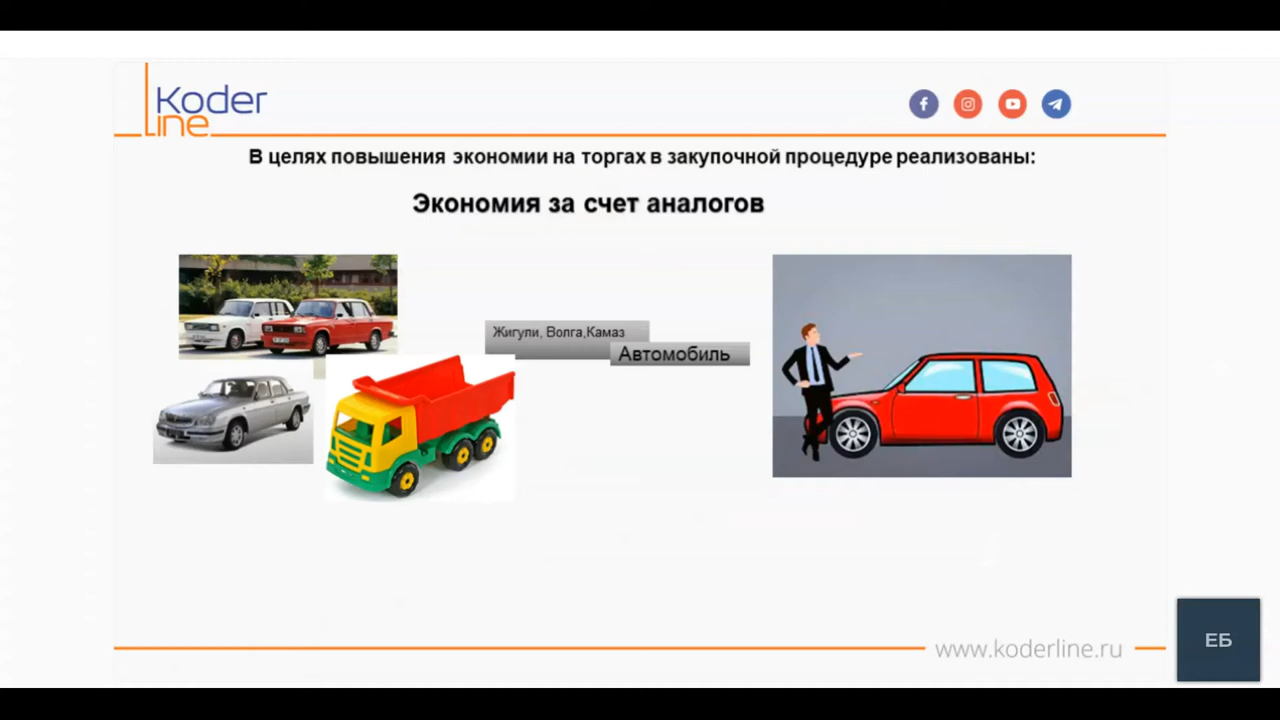 Koder
Line
В целях повышения экономии на торгах в закупочной процедуре реализованы:
Экономия за счет аналогов
Жигули, Волга,Камаз
Автомобиль
www.koderline.ru
ЕБ